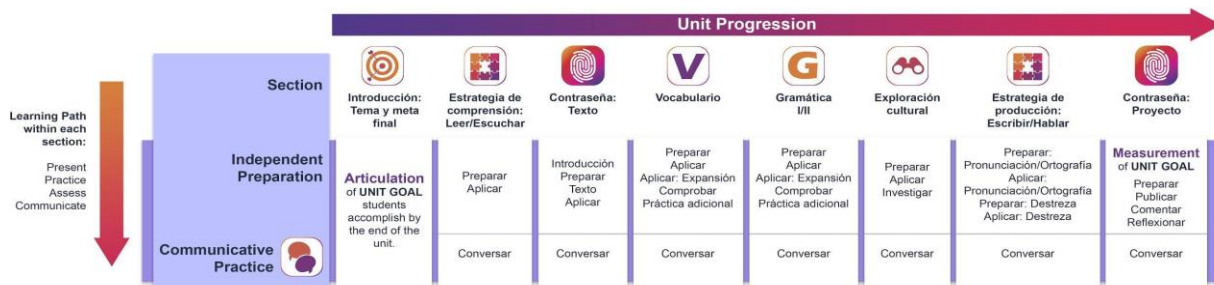 Unit Progression
Learning Path
within each
section:
Present
Practice
Assess
Communicate
Section
Introducción:
Tema y meta
final
Estrategia de
comprensión:
Leer/Escuchar
Contraseña:
Texto
V
Vocabulario
G
Gramática
I/II
Exploración
cultural
Estrategia de
producción:
Escribir/Hablar
Contraseña:
Proyecto
Independent
Preparation
Articulation
of UNIT GOAL
students
accomplish by
the end of the
unit.
Preparar
Aplicar
Introducción
Preparar
Texto
Aplicar
Preparar
Aplicar
Aplicar: Expansión
Comprobar
Práctica adicional
Preparar
Aplicar
Aplicar: Expansión
Comprobar
Práctica adicional
Preparar
Aplicar
Investigar
Preparar:
Pronunciación/Ortografía
Aplicar:
Pronunciación/Ortografía
Preparar: Destreza
Aplicar: Destreza
Measurement
of UNIT GOAL
Preparar
Publicar
Comentar
Reflexionar
Communicative
Practice
Conversar
Conversar
Conversar
Conversar
Conversar
Conversar
Conversar